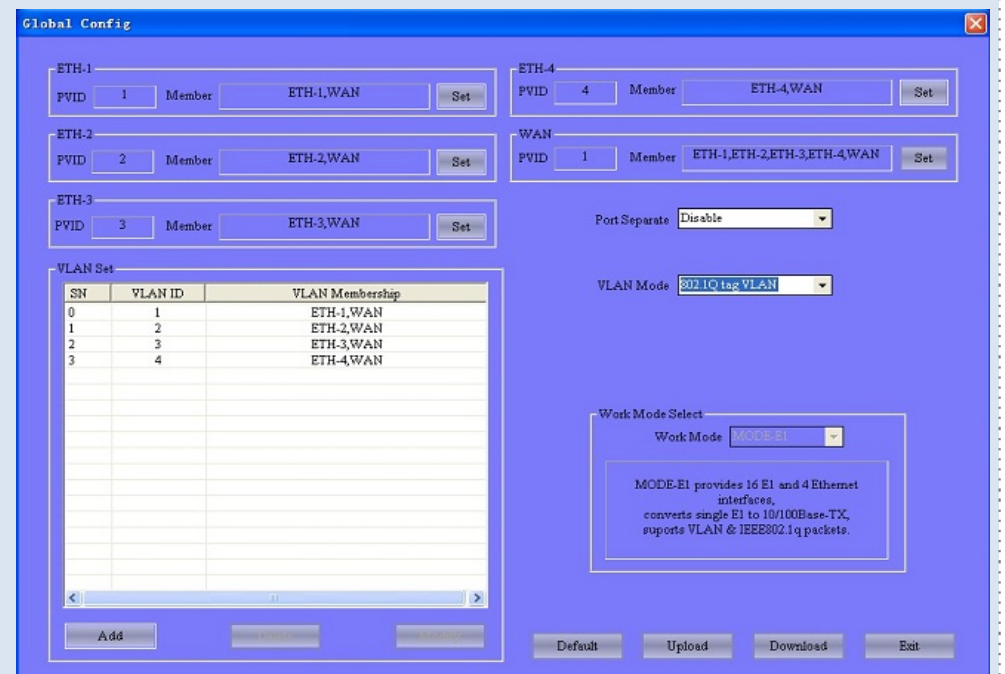 Global Config
ETH-1
PVID 1 Member ETH-1,WAN Set
ETH-2
PVID 2 Member ETH-2,WAN Set
ETH-3
PVID 3 Member ETH-3,WAN Set
ETH-4
PVID 4 Member ETH-4,WAN Set
WAN
PVID 1 Member ETH-1,ETH-2,ETH-3,ETH-4,WAN Set
Port Separate Disable
VLAN Mode 802.1Q tag VLAN
VLAN Set
SN VLAN ID VLAN Membership
0 1 ETH-1,WAN
1 2 ETH-2,WAN
2 3 ETH-3,WAN
3 4 ETH-4,WAN
Work Mode Select
Work Mode MODE-E1
MODE-E1 provides 16 E1 and 4 Ethernet
interfaces,
converts single E1 to 10/100Base-TX,
suports VLAN & IEEE802.1q packets.
Add
Default Upload Download Exit